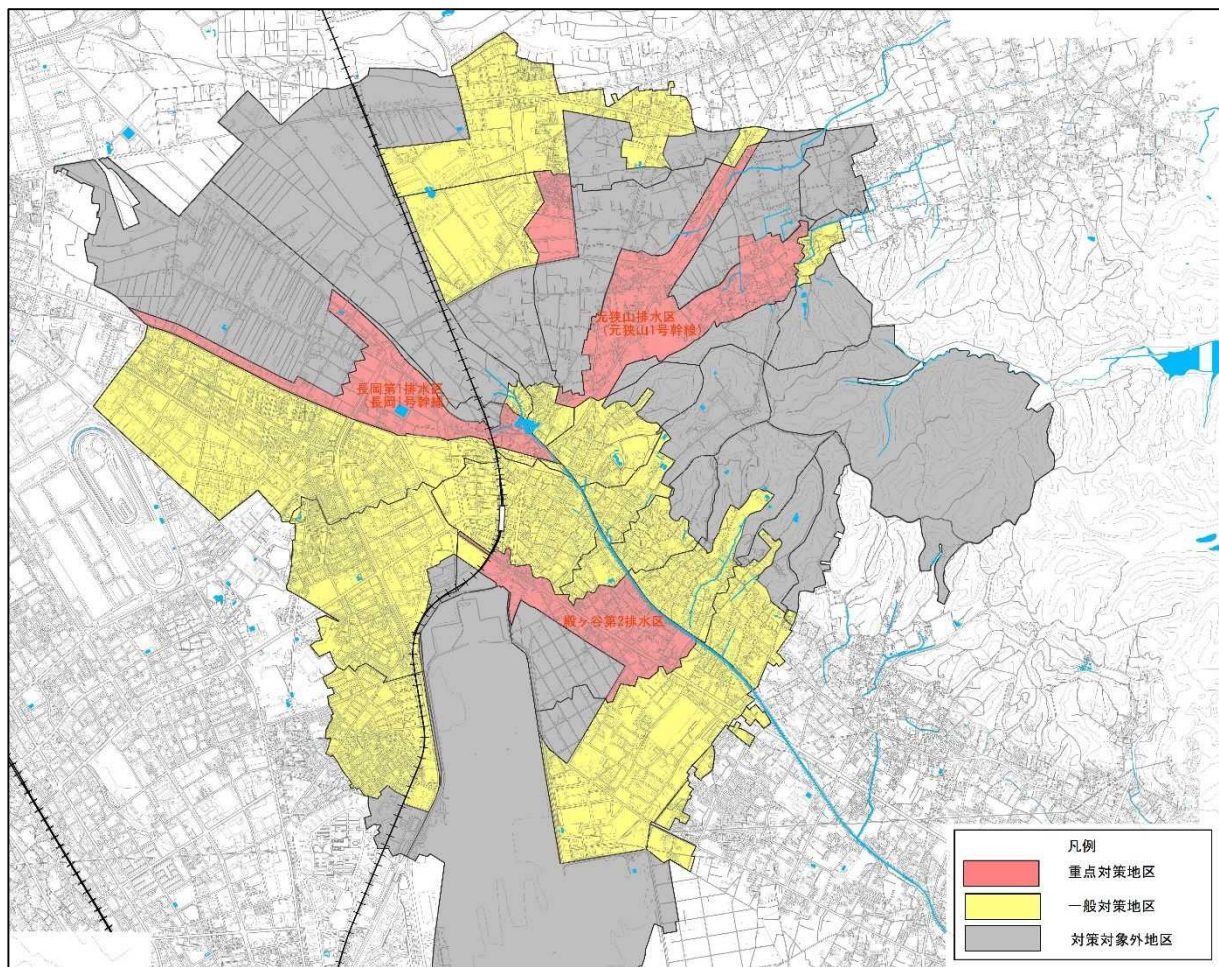 元狭山排水区
(元狭山1号幹線)
長岡第1排水区
長岡1号幹線
殿ヶ谷第2排水区
凡例
重点対策地区
一般対策地区
対策対象外地区